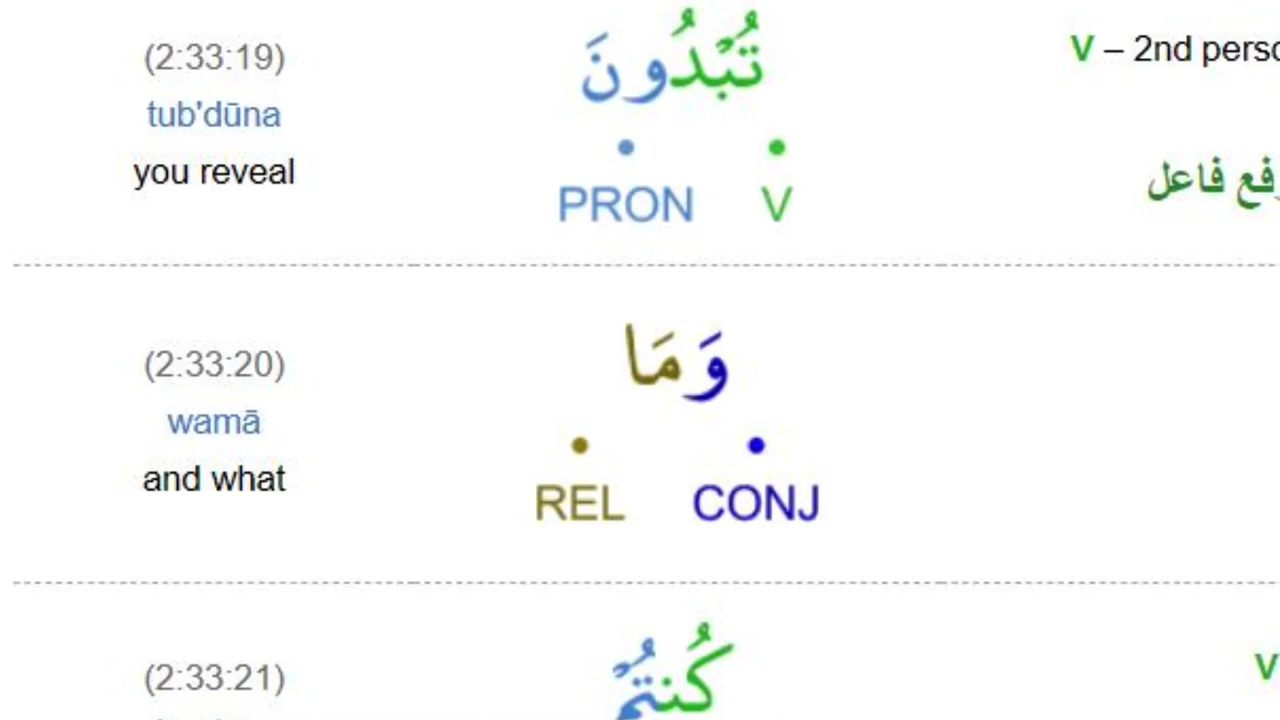 (2:33:19)
tub'dūna
you reveal
تُبْدُونَ
PRON V
V – 2nd perso
فع فاعل
(2:33:20)
wamā
and what
وَمَا
REL CONJ
(2:33:21)
كُنتُمْ
V